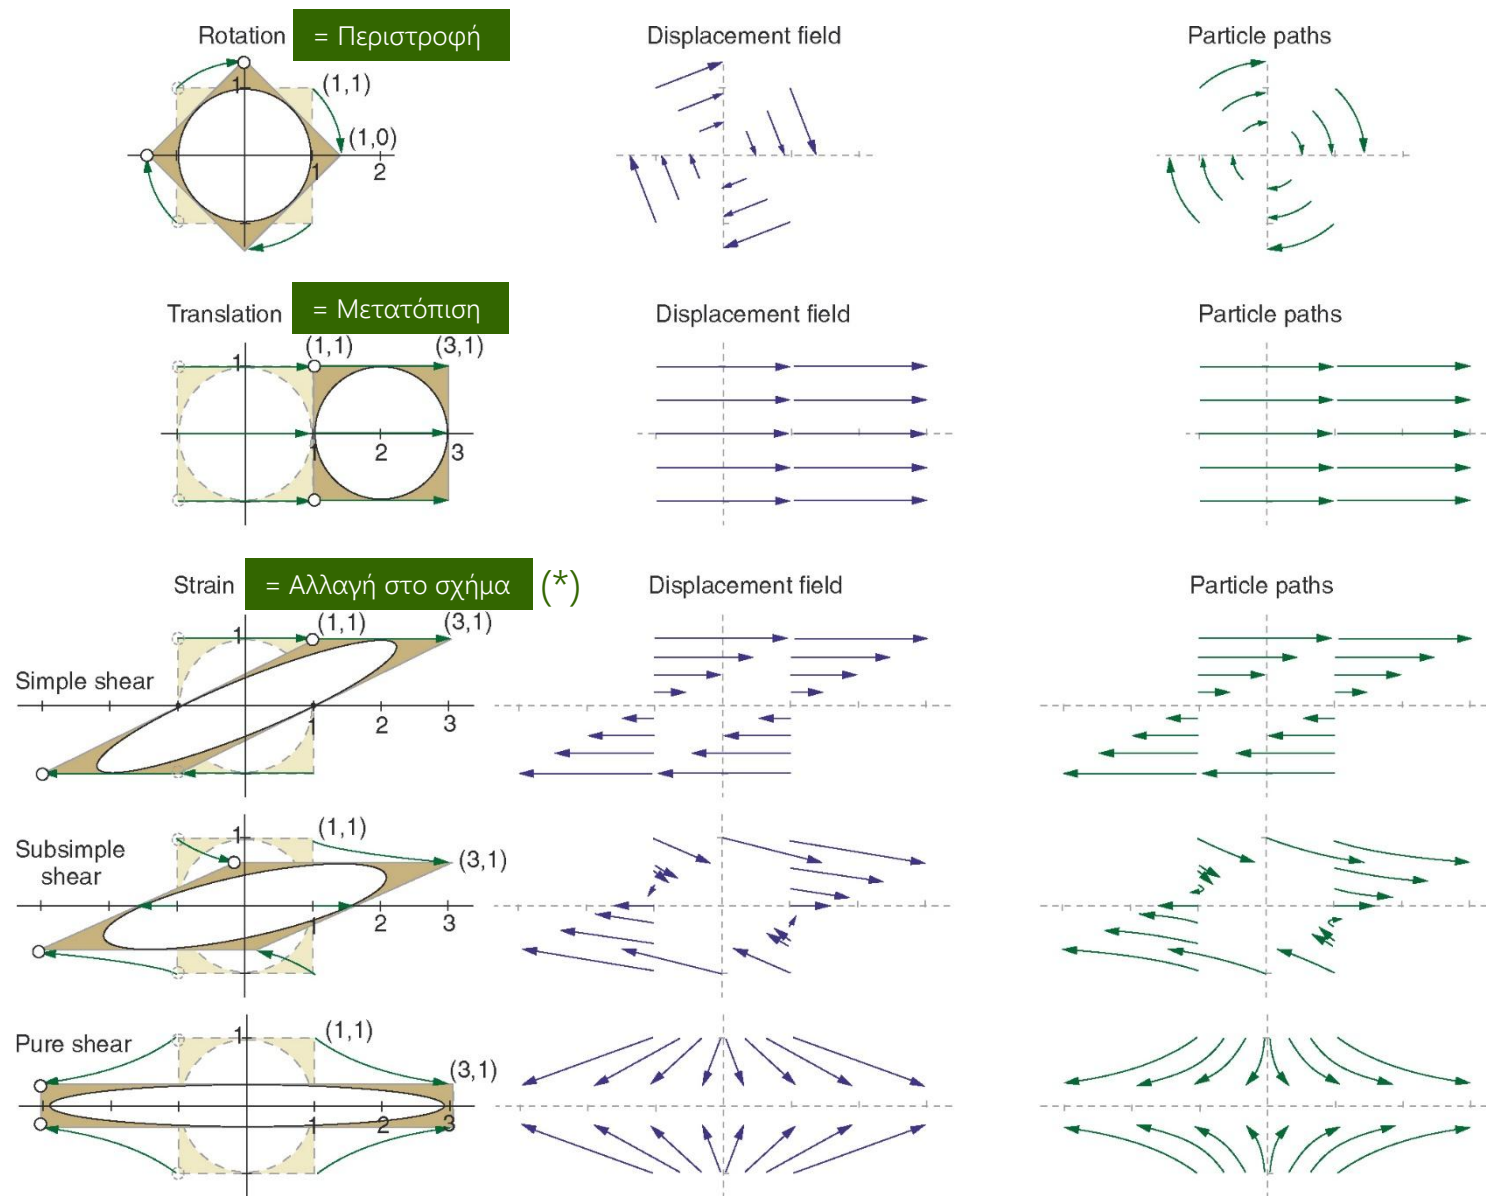 Rotation = Περιστροφή Displacement field Particle paths
1 (1,1)
(1,0)
1 2
Translation = Μετατόπιση Displacement field Particle paths
1 (1,1) (3,1)
1 2 3
Strain = Αλλαγή στο σχήμα (*) Displacement field Particle paths
1 (1,1) (3,1)
Simple shear
1 2 3
1 (1,1)
Subsimple
shear
(3,1)
1 2 3
1 (1,1)
Pure shear
(3,1)
1 2 3